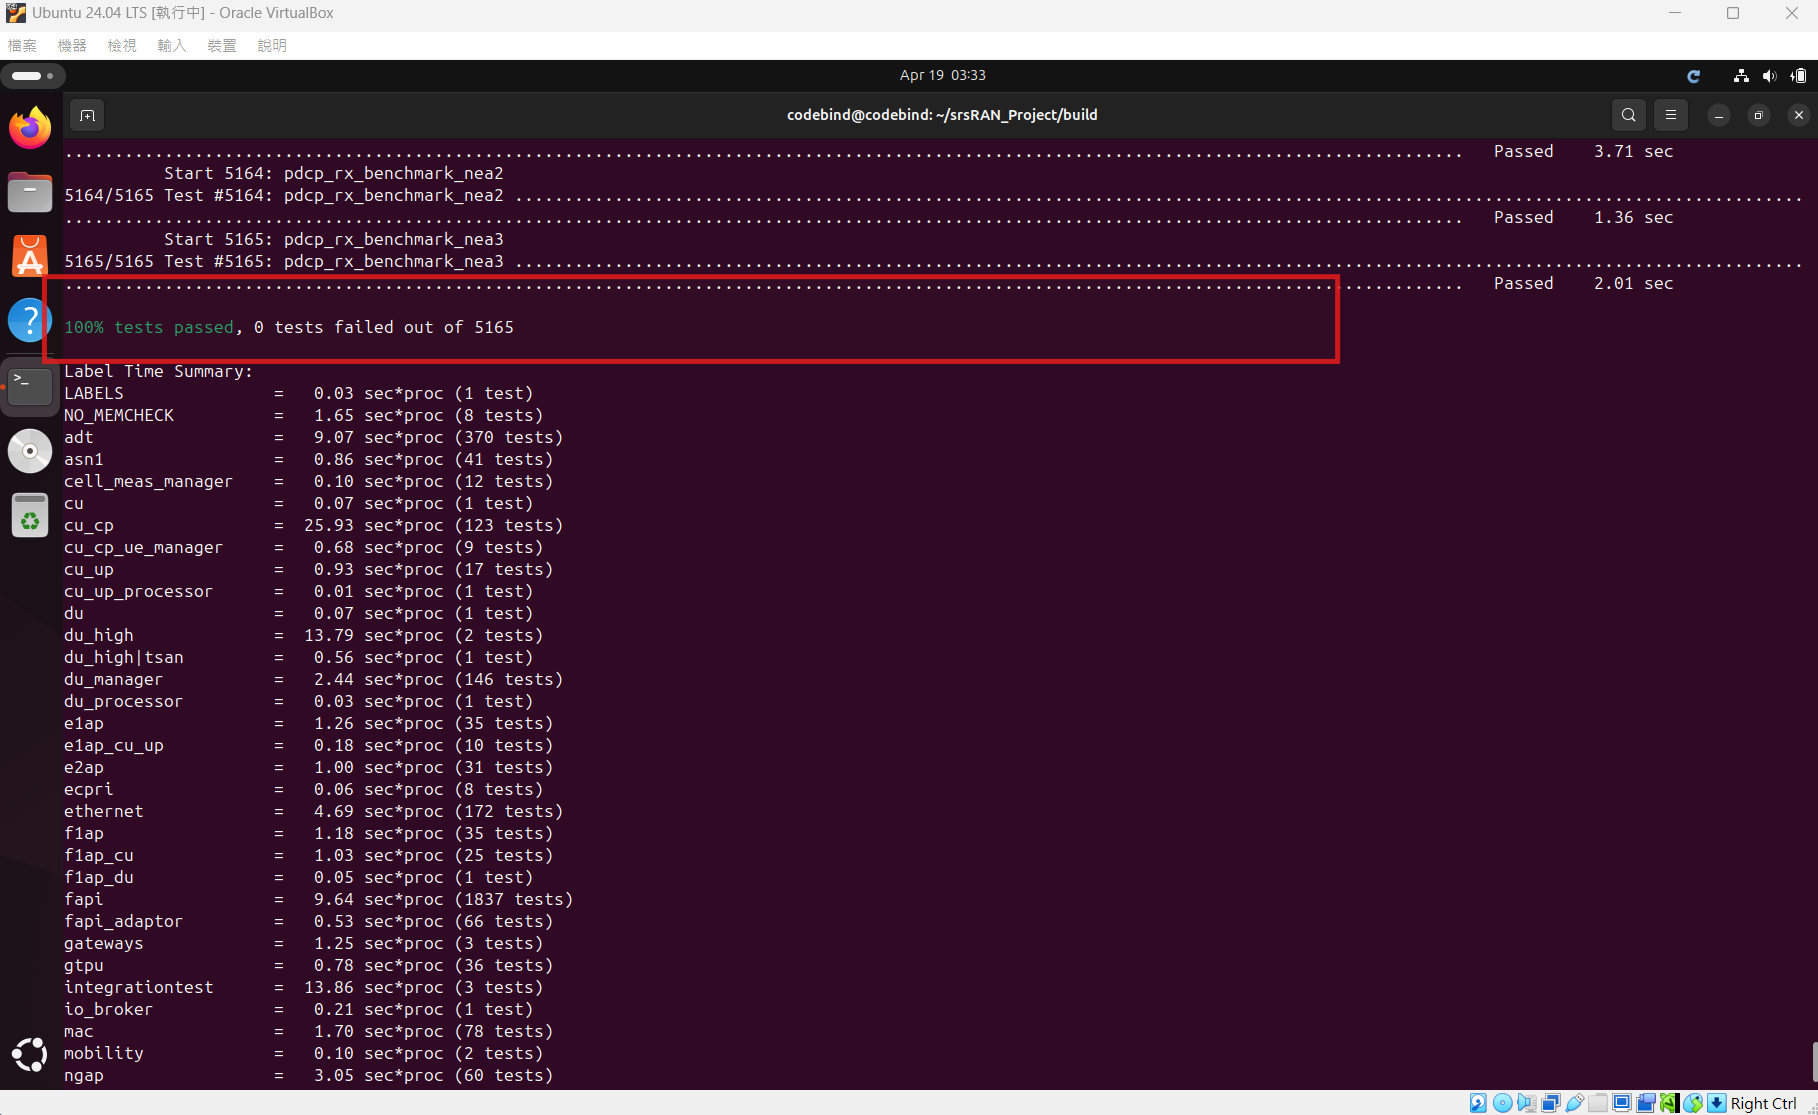 Ubuntu 24.04 LTS [執行中] - Oracle VirtualBox
檔案 機器 檢視 輸入 裝置 說明
Apr 19 03:33
codebind@codebind: ~/srsRAN_Project/build
............................................................................................................................................ Passed 3.71 sec
Start 5164: pdcp_rx_benchmark_nea2
5164/5165 Test #5164: pdcp_rx_benchmark_nea2 .................................................................................................................................
............................................................................................................................................ Passed 1.36 sec
Start 5165: pdcp_rx_benchmark_nea3
5165/5165 Test #5165: pdcp_rx_benchmark_nea3 .................................................................................................................................
............................................................................................................................................ Passed 2.01 sec
100% tests passed, 0 tests failed out of 5165
Label Time Summary:
LABELS = 0.03 sec*proc (1 test)
NO_MEMCHECK = 1.65 sec*proc (8 tests)
adt = 9.07 sec*proc (370 tests)
asn1 = 0.86 sec*proc (41 tests)
cell_meas_manager = 0.10 sec*proc (12 tests)
cu = 0.07 sec*proc (1 test)
cu_cp = 25.93 sec*proc (123 tests)
cu_cp_ue_manager = 0.68 sec*proc (9 tests)
cu_up = 0.93 sec*proc (17 tests)
cu_up_processor = 0.01 sec*proc (1 test)
du = 0.07 sec*proc (1 test)
du_high = 13.79 sec*proc (2 tests)
du_high|tsan = 0.56 sec*proc (1 test)
du_manager = 2.44 sec*proc (146 tests)
du_processor = 0.03 sec*proc (1 test)
e1ap = 1.26 sec*proc (35 tests)
e1ap_cu_up = 0.18 sec*proc (10 tests)
e2ap = 1.00 sec*proc (31 tests)
ecpri = 0.06 sec*proc (8 tests)
ethernet = 4.69 sec*proc (172 tests)
f1ap = 1.18 sec*proc (35 tests)
f1ap_cu = 1.03 sec*proc (25 tests)
f1ap_du = 0.05 sec*proc (1 test)
fapi = 9.64 sec*proc (1837 tests)
fapi_adaptor = 0.53 sec*proc (66 tests)
gateways = 1.25 sec*proc (3 tests)
gtpu = 0.78 sec*proc (36 tests)
integrationtest = 13.86 sec*proc (3 tests)
io_broker = 0.21 sec*proc (1 test)
mac = 1.70 sec*proc (78 tests)
mobility = 0.10 sec*proc (2 tests)
ngap = 3.05 sec*proc (60 tests)
Right Ctrl